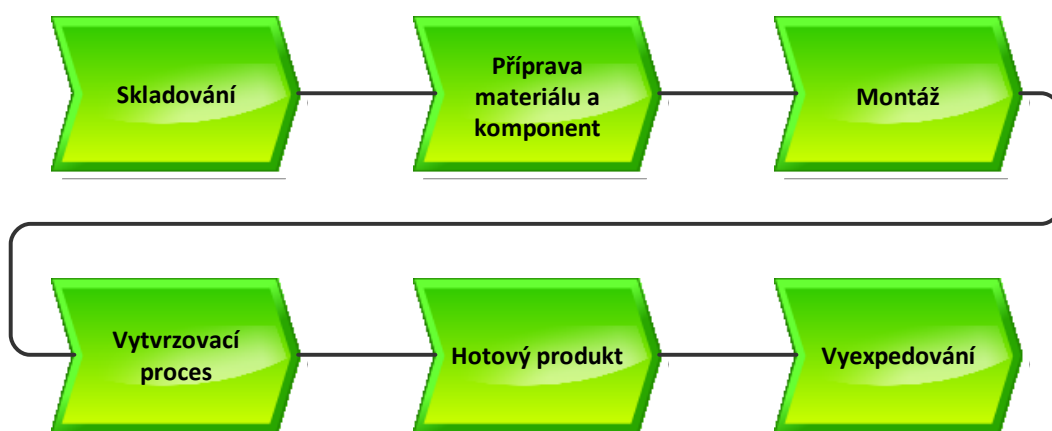 Skladování
Příprava
materiálu a
komponent
Montáž
Vytvrzovací
proces
Hotový produkt
Vyexpedování